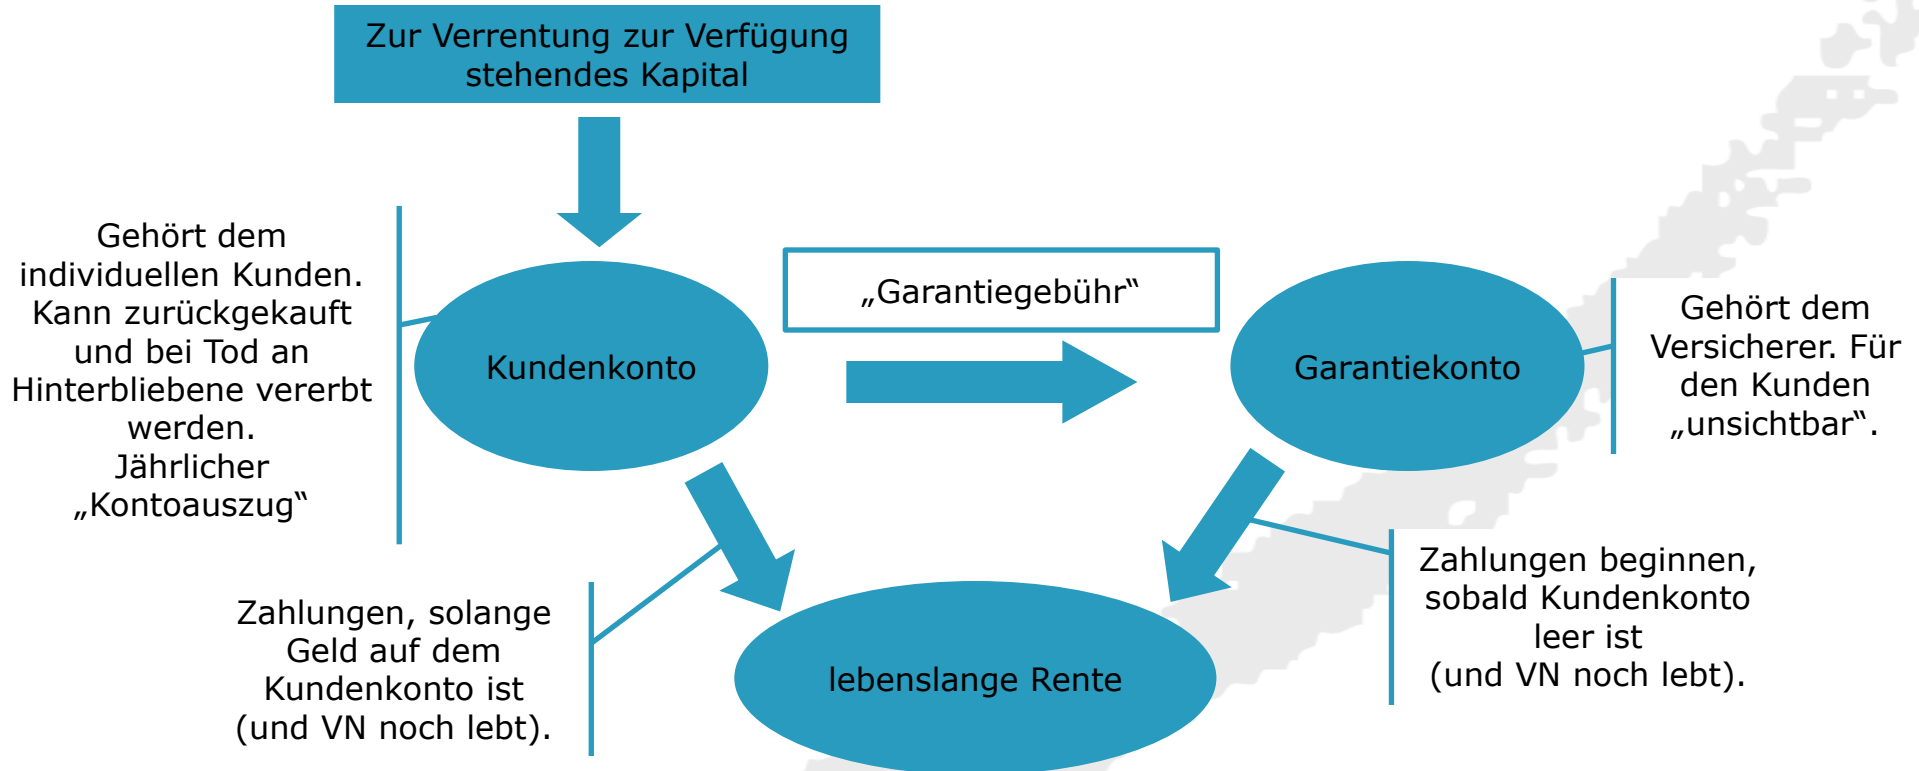 Zur Verrentung zur Verfügung
stehendes Kapital
Gehört dem
individuellen Kunden.
Kann zurückgekauft
und bei Tod an
Hinterbliebene vererbt
werden.
Jährlicher
„Kontoauszug“
Kundenkonto
„Garantiegebühr“
Garantiekonto
Gehört dem
Versicherer. Für
den Kunden
„unsichtbar“.
Zahlungen, solange
Geld auf dem
Kundenkonto ist
(und VN noch lebt).
lebenslange Rente
Zahlungen beginnen,
sobald Kundenkonto
leer ist
(und VN noch lebt).